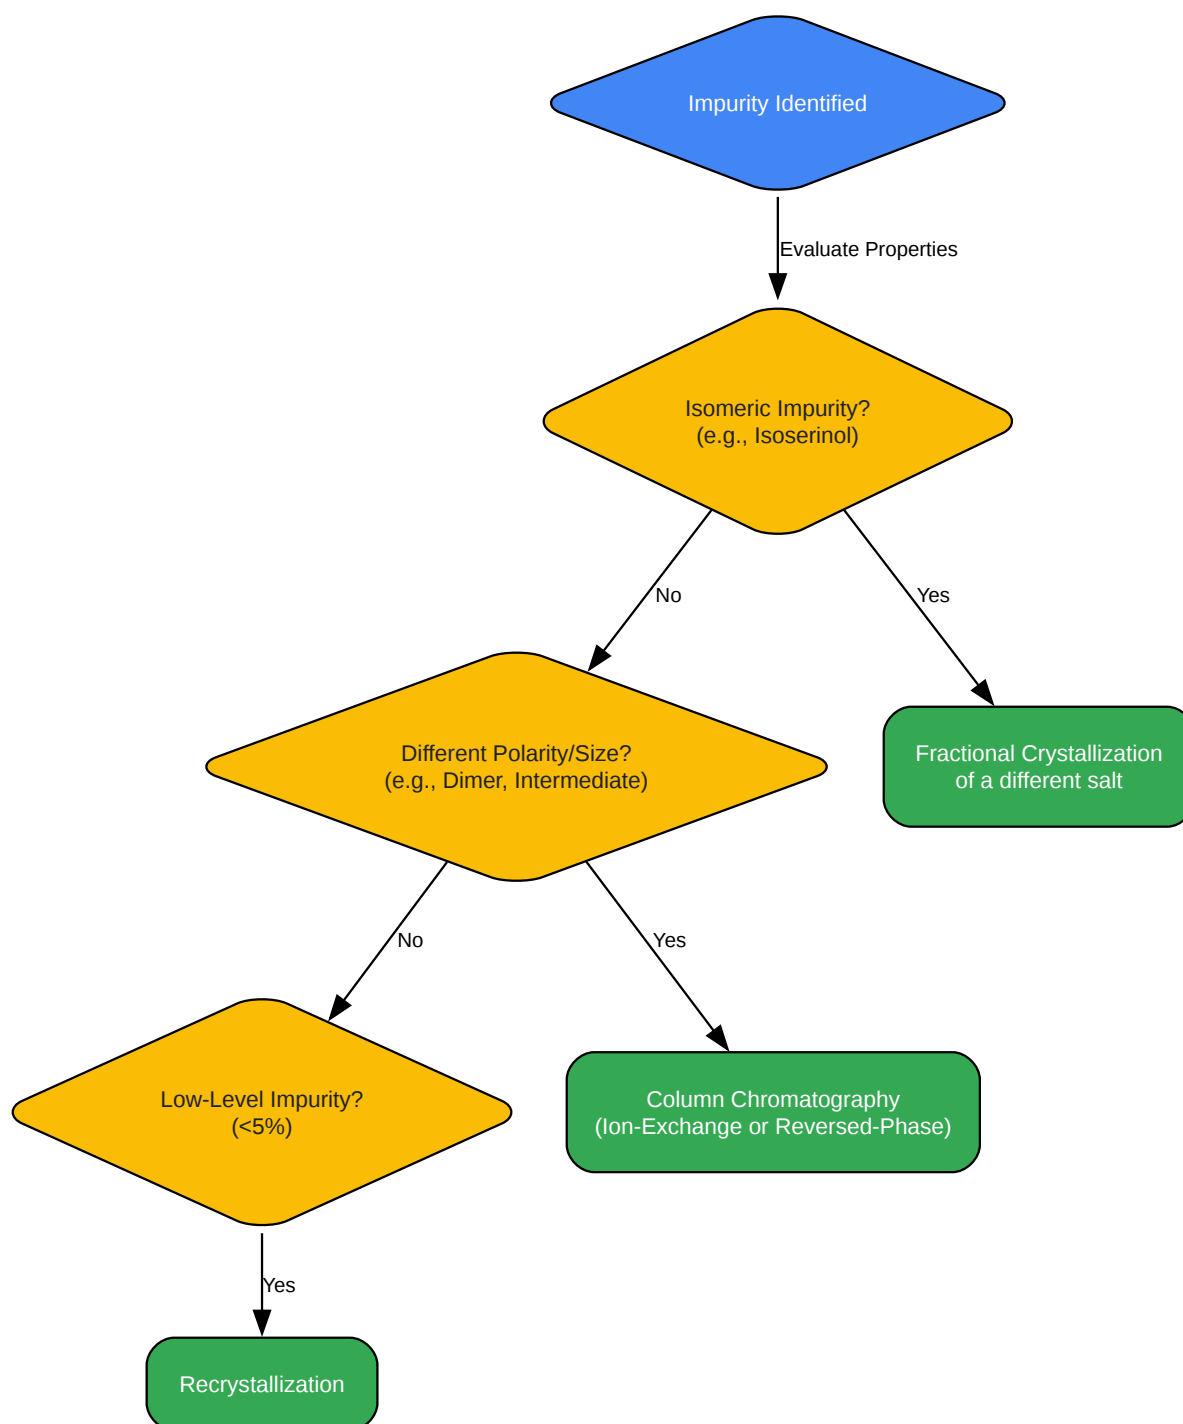 Impurity Identified
Evaluate Properties
Isomeric Impurity?
(e.g., Isoserinol)
No
Yes
Different Polarity/Size?
(e.g., Dimer, Intermediate)
Fractional Crystallization
of a different salt
No
Yes
Low-Level Impurity?
(<5%)
Column Chromatography
(Ion-Exchange or Reversed-Phase)
Yes
Recrystallization